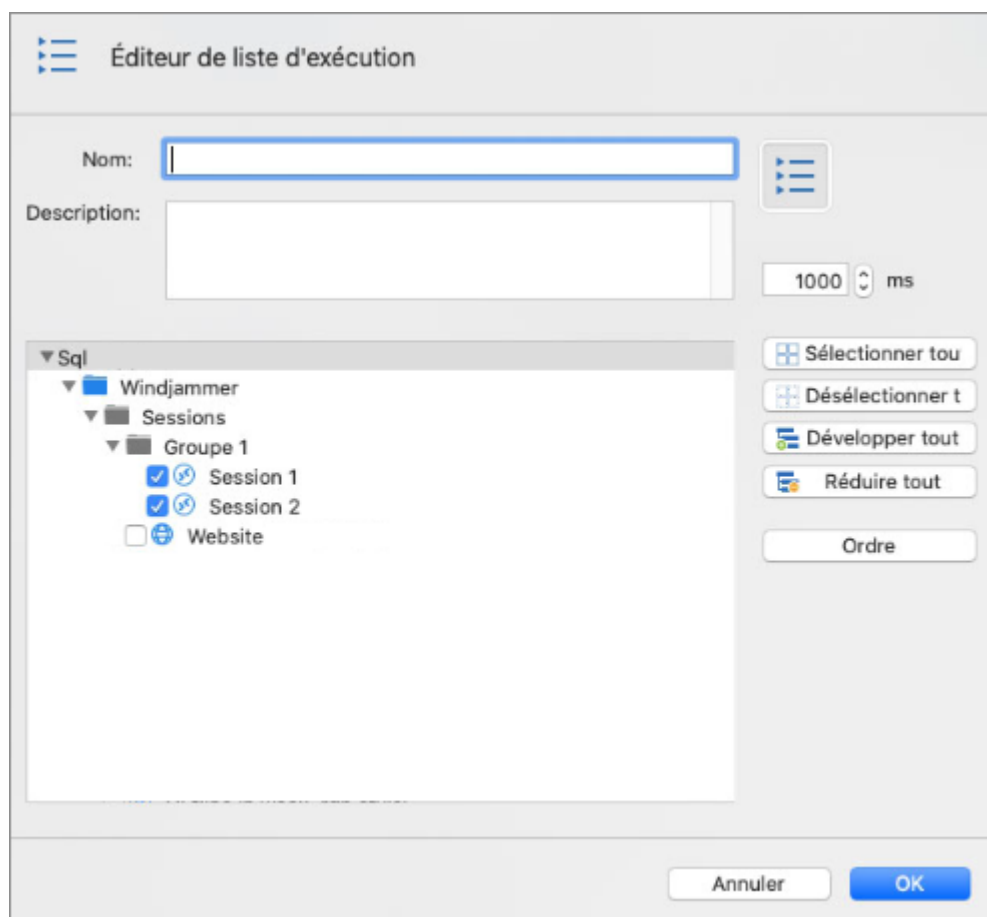 Éditeur de liste d'exécution
Nom:
Description:
1000 ms
Sql
Windjammer
Sessions
Groupe 1
Session 1
Session 2
Website
Sélectionner tou
Désélectionner t
Développer tout
Réduire tout
Ordre
Annuler
OK